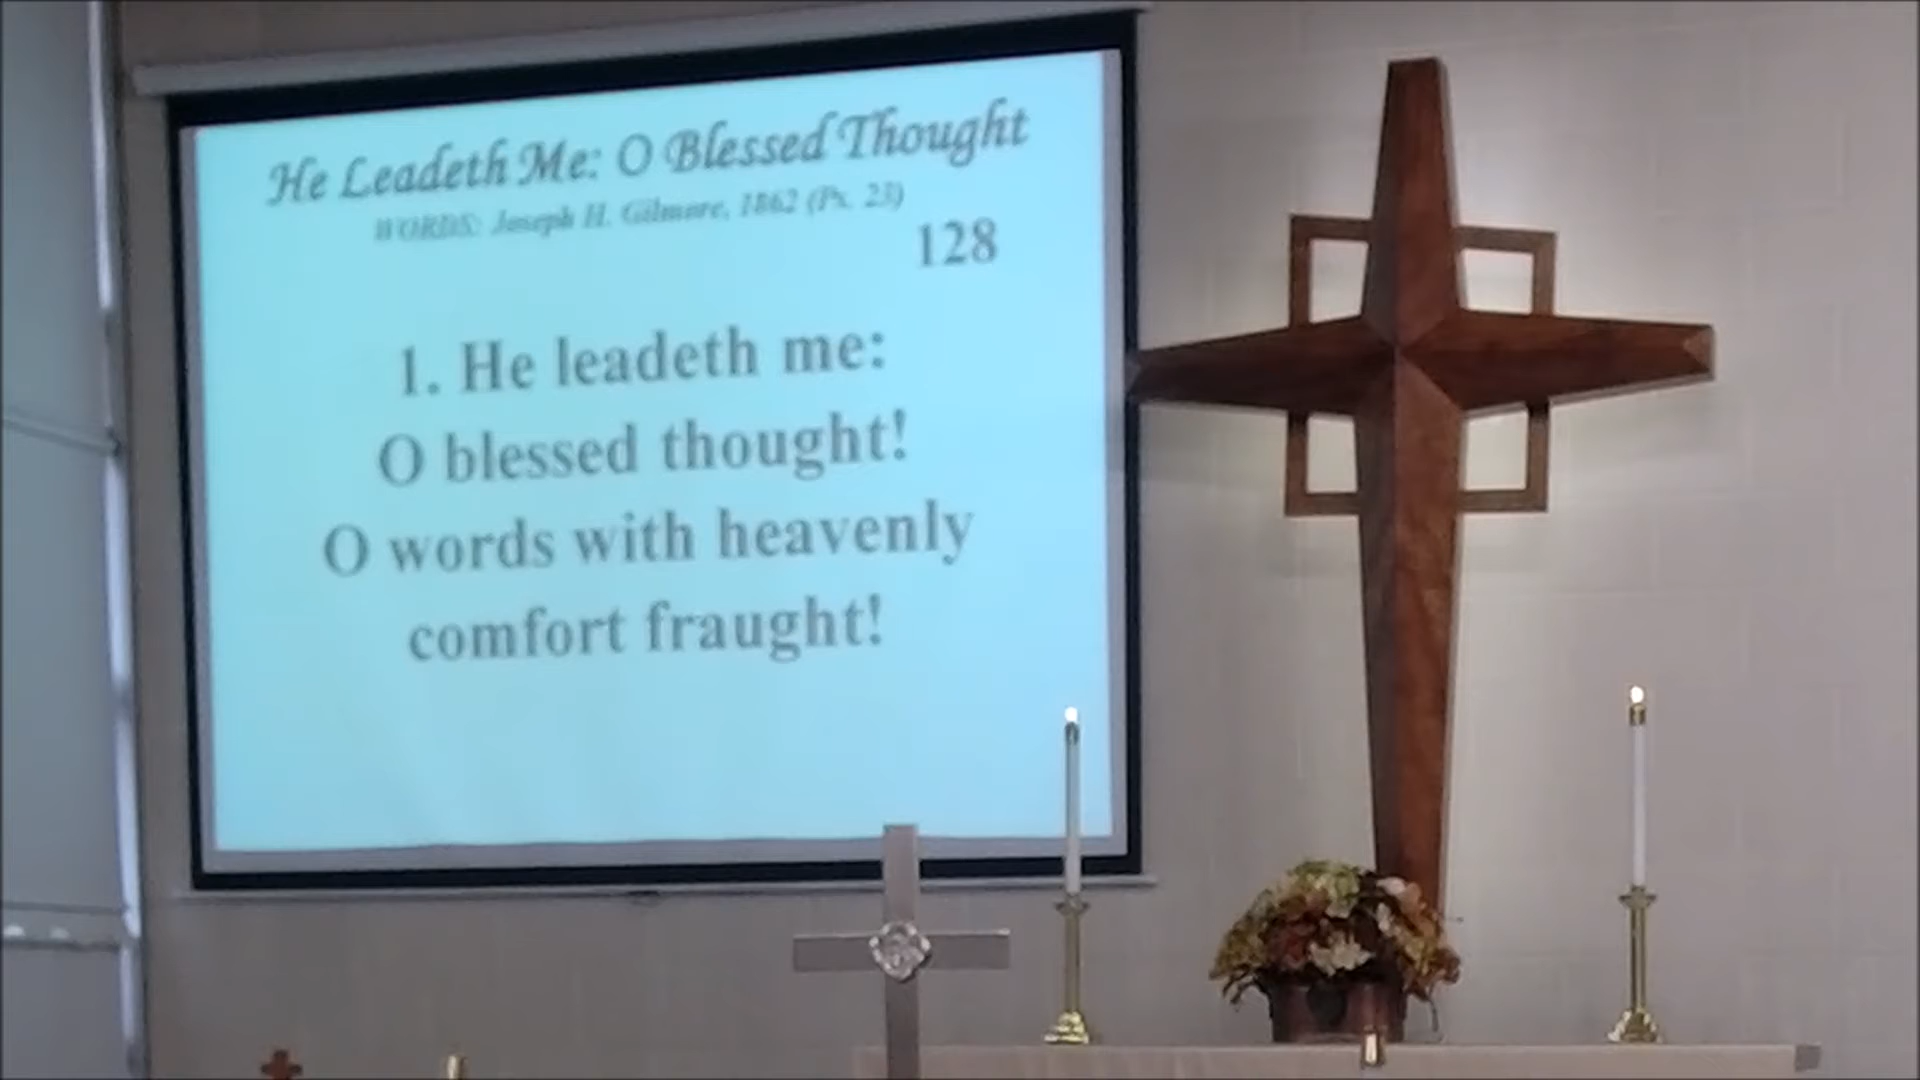 He Leadeth Me: O Blessed Thought
WORDS: Joseph H. Gilmore, 1862 (Ps. 23)
128
1. He leadeth me:
O blessed thought!
O words with heavenly
comfort fraught!